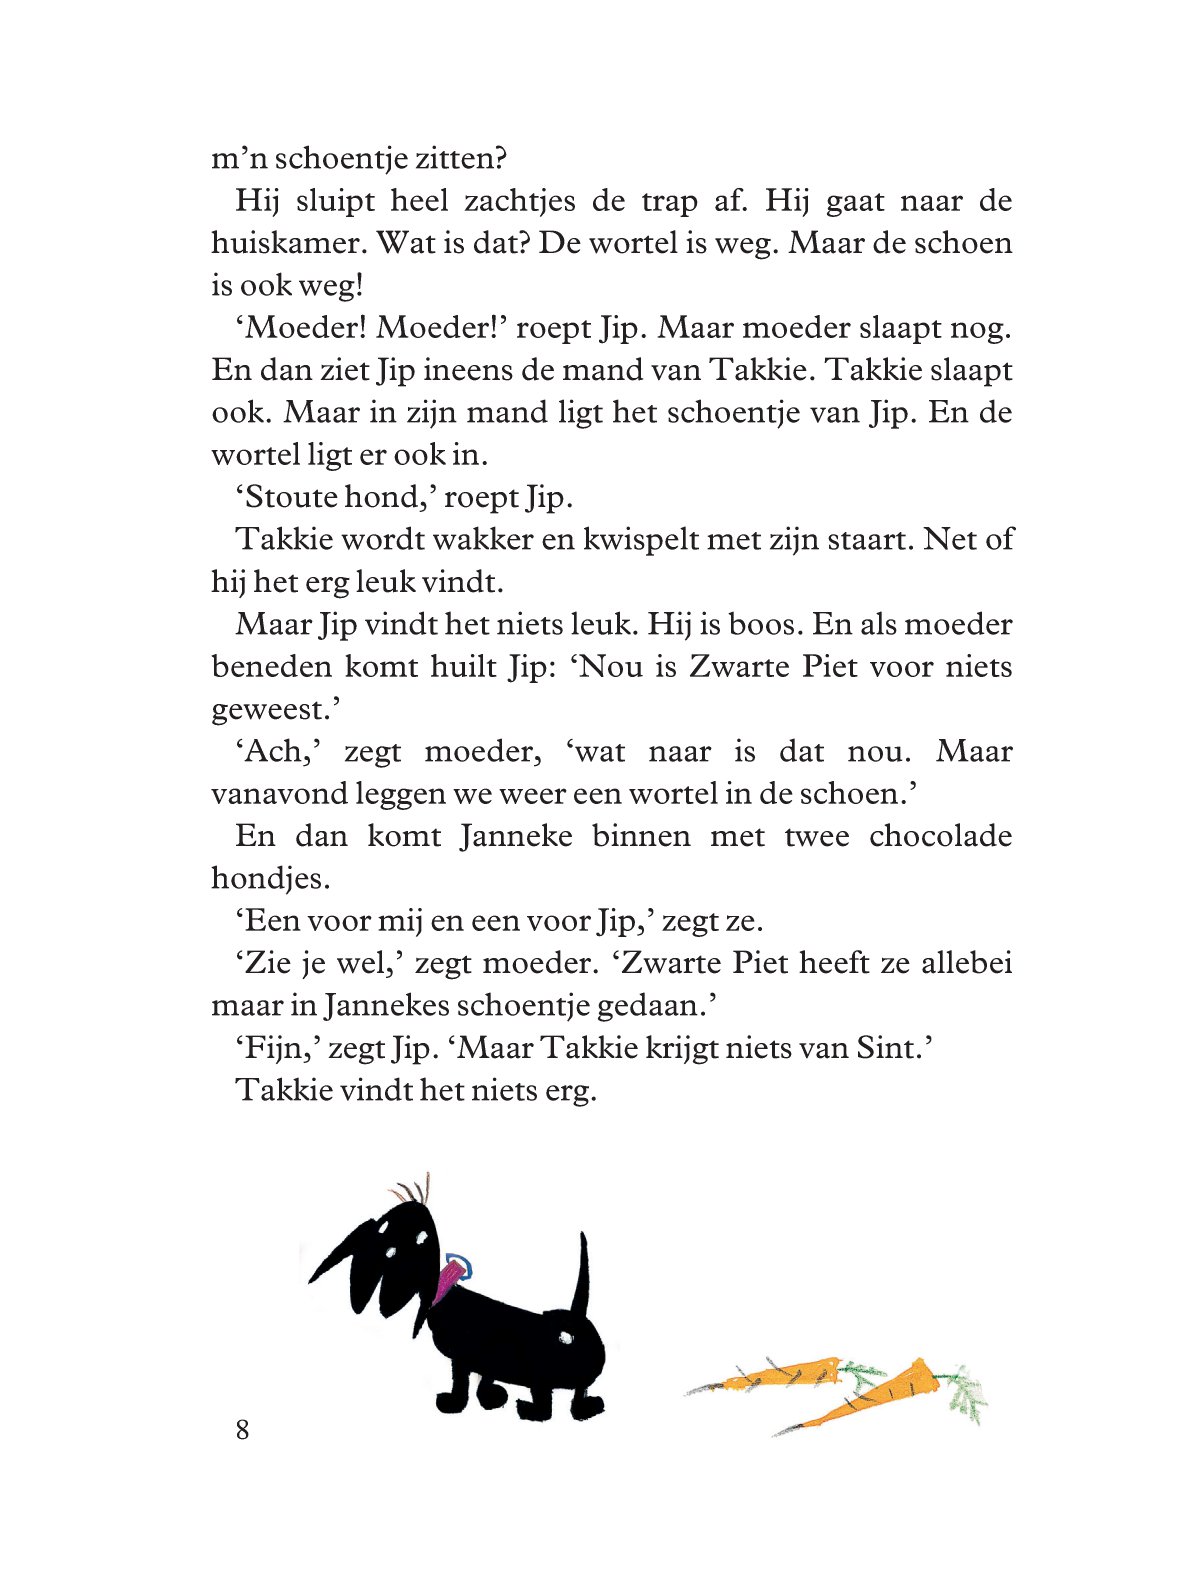 m’n schoentje zitten?
Hij sluipt heel zachtjes de trap af. Hij gaat naar de
huiskamer. Wat is dat? De wortel is weg. Maar de schoen
is ook weg!
‘Moeder! Moeder!’ roept Jip. Maar moeder slaapt nog.
En dan ziet Jip ineens de mand van Takkie. Takkie slaapt
ook. Maar in zijn mand ligt het schoentje van Jip. En de
wortel ligt er ook in.
‘Stoute hond,’ roept Jip.
Takkie wordt wakker en kwispelt met zijn staart. Net of
hij het erg leuk vindt.
Maar Jip vindt het niets leuk. Hij is boos. En als moeder
beneden komt huilt Jip: ‘Nou is Zwarte Piet voor niets
geweest.’
‘Ach,’ zegt moeder, ‘wat naar is dat nou. Maar
vanavond leggen we weer een wortel in de schoen.’
En dan komt Janneke binnen met twee chocolade
hondjes.
‘Een voor mij en een voor Jip,’ zegt ze.
‘Zie je wel,’ zegt moeder. ‘Zwarte Piet heeft ze allebei
maar in Jannekes schoentje gedaan.’
‘Fijn,’ zegt Jip. ‘Maar Takkie krijgt niets van Sint.’
Takkie vindt het niets erg.
8